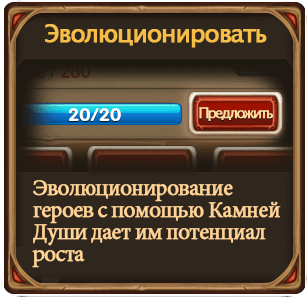 Эволюционировать
20/20
Предложить
Эволюционирование
героев с помощью Камней
Души дает им потенциал
роста